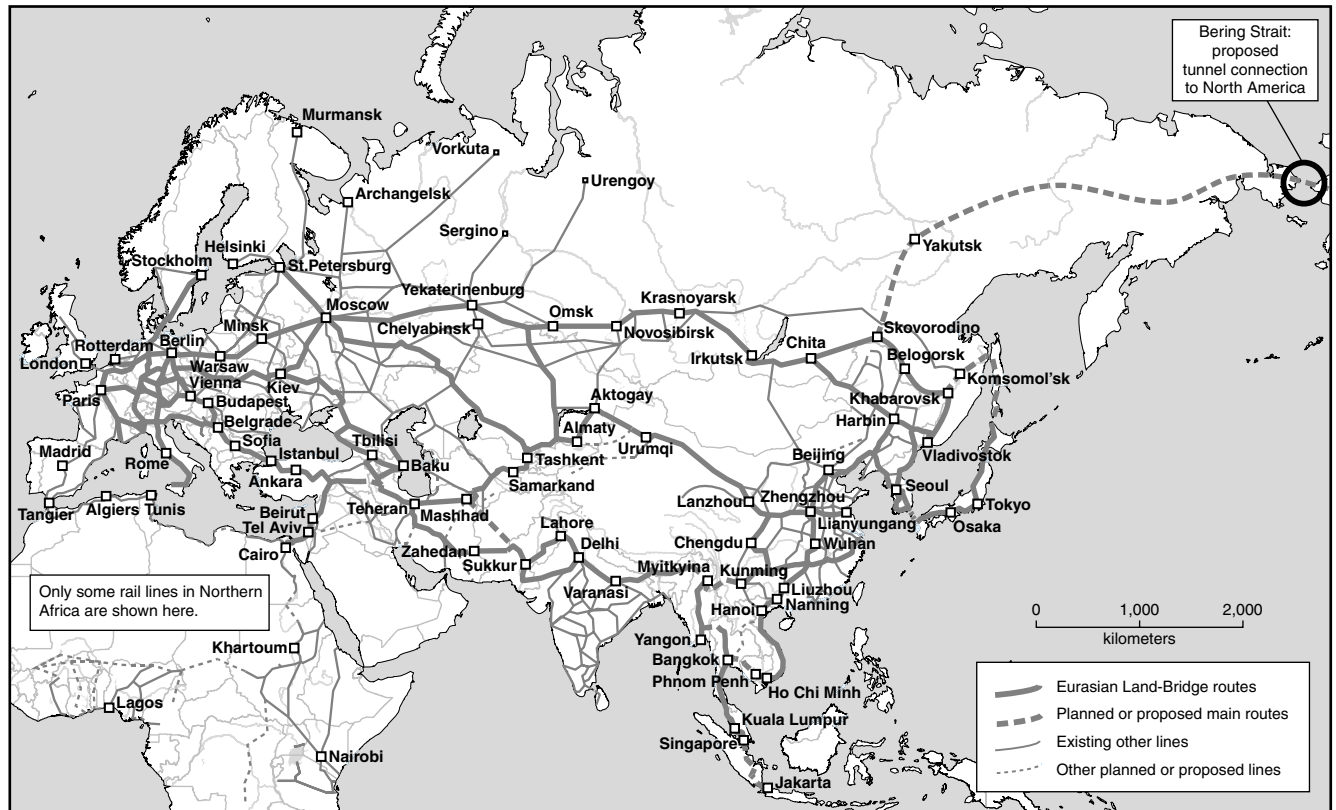 Bering Strait:
proposed
tunnel connection
to North America
Murmansk
Vorkuta
Urengoy
Archangelsk
Sergino
Yakutsk
Helsinki
Stockholm
St.Petersburg
Yekaterinenburg
Moscow
Omsk
Krasnoyarsk
Minsk
Chelyabinsk
Novosibirsk
Skovorodino
Rotterdam
Berlin
Chita
London
Warsaw
Irkutsk
Belogorsk
Vienna
Komsomol'sk
Kiev
Paris
Budapest
Aktogay
Khabarovsk
Belgrade
Almaty
Harbin
Sofia
Tbilisi
Madrid
Istanbul
Urumqi
Beijing
Vladivostok
Rome
Baku
Tashkent
Ankara
Samarkand
Seoul
Lanzhou
Zhengzhou
Tangier
Algiers
Tunis
Beirut
Teheran
Mashhad
Tokyo
Tel Aviv
Lahore
Lianyungang
Osaka
Cairo
Zahedan
Delhi
Chengdu
Wuhan
Sukkur
Myitkyina
Kunming
Varanasi
Liuzhou
Only some rail lines in Northern
Africa are shown here.
Hanoi
Nanning
0 1,000 2,000
kilometers
Khartoum
Yangon
Bangkok
Phnom Penh
Ho Chi Minh
Lagos
Kuala Lumpur
Singapore
Nairobi
Jakarta
Eurasian Land-Bridge routes
Planned or proposed main routes
Existing other lines
Other planned or proposed lines